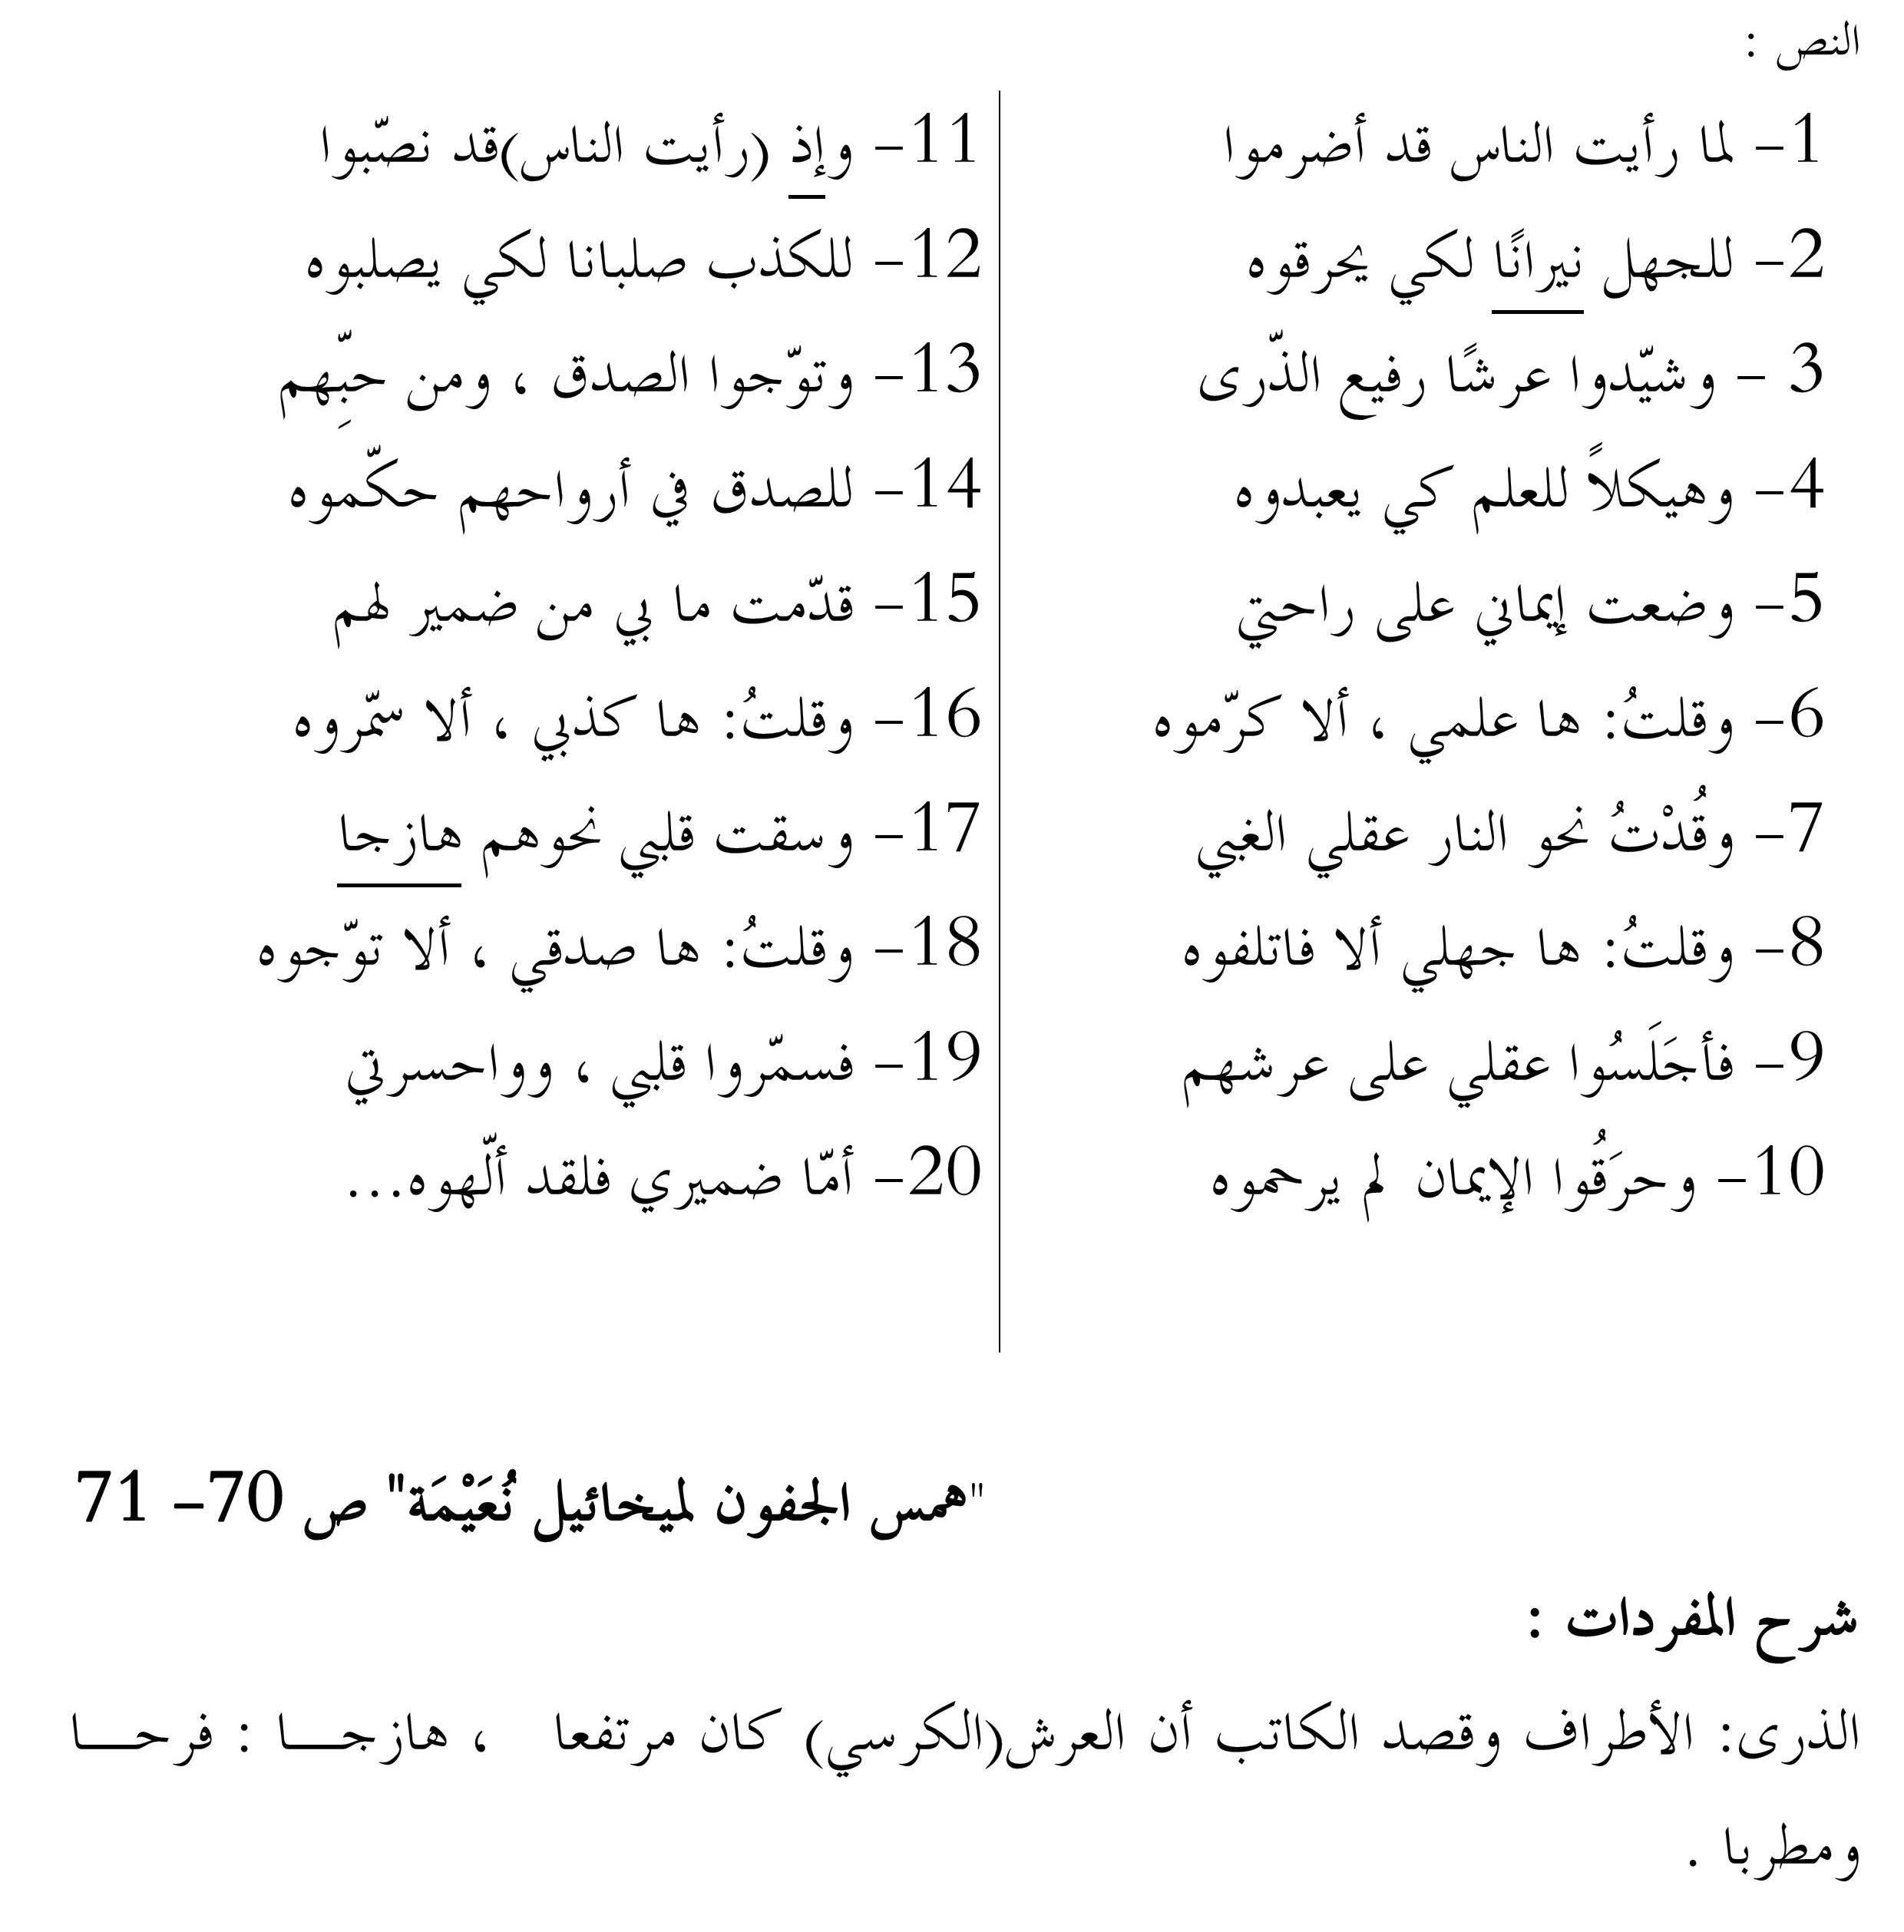 النص :
1- لما رأيت الناس قد أضرموا
2- للجهل نيرانًا لكي يحرقوه
3 - وشيّدوا عرشًا رفيع الذّرى
4- وهيكلاً للعلم كي يعبدوه
5- وضعت إيماني على راحتي
6- وقلتُ: ها علمي ، ألا كرّموه
7- وقُدْتُ نحو النار عقلي الغبي
8- وقلتُ: ها جهلي ألا فاتلفوه
9- فأجَلَسُوا عقلي على عرشهم
10- وحرَقُوا الإيمان لم يرحموه
11- وإذ (رأيت الناس)قد نصّبوا
12- للكذب صلبانا لكي يصلبوه
13- وتوّجوا الصدق ، ومن حبِّهِم
14- للصدق في أرواحهم حكّموه
15- قدّمت ما بي من ضمير لهم
16- وقلتُ: ها كذبي ، ألا سمّروه
17- وسقت قلبي نحوهم هازجا
18- وقلتُ: ها صدقي ، ألا توّجوه
19- فسمّروا قلبي ، وواحسرتي
20- أمّا ضميري فلقد ألّهوه...
"همس الجفون لميخائيل نُعَيْمَة" ص 70- 71
شرح المفردات :
الذرى: الأطراف وقصد الكاتب أن العرش(الكرسي) كان مرتفعا ، هازجـــا : فرحـــا
ومطربا .